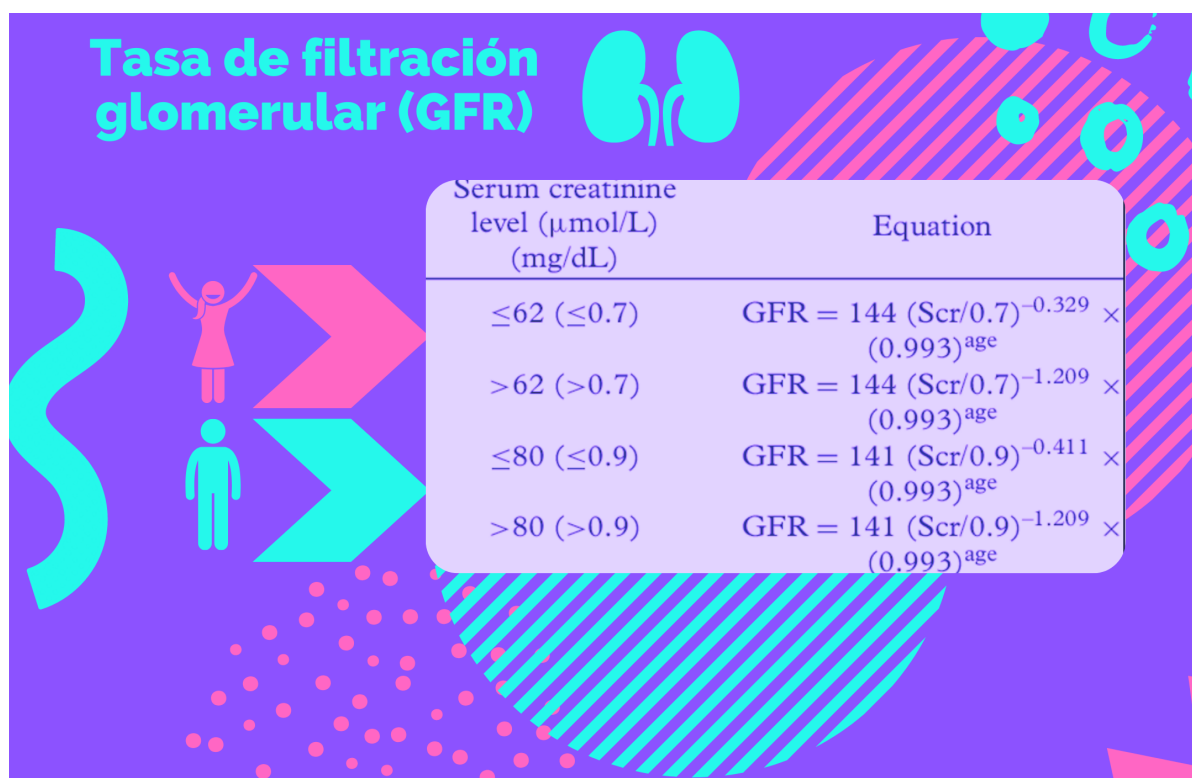 Tasa de filtración
glomerular (GFR)
Serum creatinine
level (μmol/L)
(mg/dL)
Equation
≤62 (≤0.7) GFR = 144 (Scr/0.7)^–0.329 ×
(0.993)^age
>62 (>0.7) GFR = 144 (Scr/0.7)^–1.209 ×
(0.993)^age
≤80 (≤0.9) GFR = 141 (Scr/0.9)^–0.411 ×
(0.993)^age
>80 (>0.9) GFR = 141 (Scr/0.9)^–1.209 ×
(0.993)^age